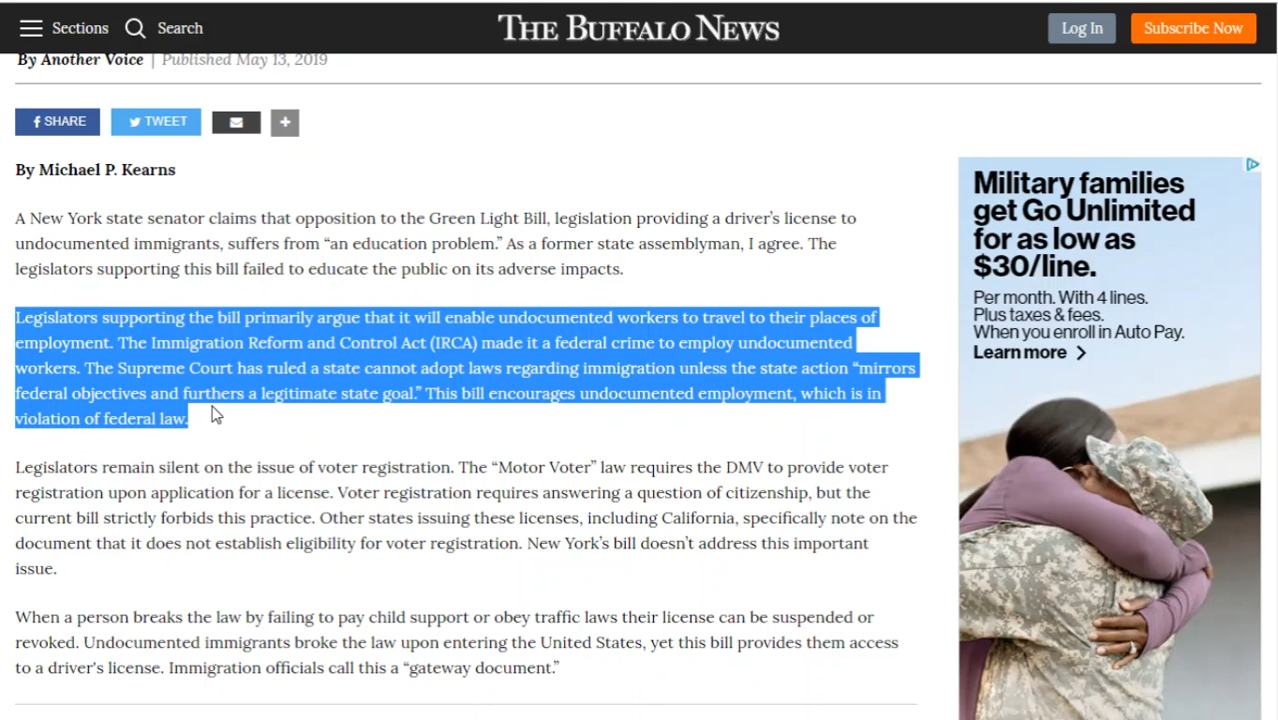 Sections
Search
THE BUFFALO NEWS
Log In
Subscribe Now
By Another Voice | Published May 13, 2019
SHARE
TWEET
By Michael P. Kearns
A New York state senator claims that opposition to the Green Light Bill, legislation providing a driver’s license to
undocumented immigrants, suffers from “an education problem.” As a former state assemblyman, I agree. The
legislators supporting this bill failed to educate the public on its adverse impacts.
Legislators supporting the bill primarily argue that it will enable undocumented workers to travel to their places of
employment. The Immigration Reform and Control Act (IRCA) made it a federal crime to employ undocumented
workers. The Supreme Court has ruled a state cannot adopt laws regarding immigration unless the state action “mirrors
federal objectives and furthers a legitimate state goal.” This bill encourages undocumented employment, which is in
violation of federal law.
Legislators remain silent on the issue of voter registration. The “Motor Voter” law requires the DMV to provide voter
registration upon application for a license. Voter registration requires answering a question of citizenship, but the
current bill strictly forbids this practice. Other states issuing these licenses, including California, specifically note on the
document that it does not establish eligibility for voter registration. New York’s bill doesn’t address this important
issue.
When a person breaks the law by failing to pay child support or obey traffic laws their license can be suspended or
revoked. Undocumented immigrants broke the law upon entering the United States, yet this bill provides them access
to a driver's license. Immigration officials call this a “gateway document.”
Military families
get Go Unlimited
for as low as
$30/line.
Per month. With 4 lines.
Plus taxes & fees.
When you enroll in Auto Pay.
Learn more